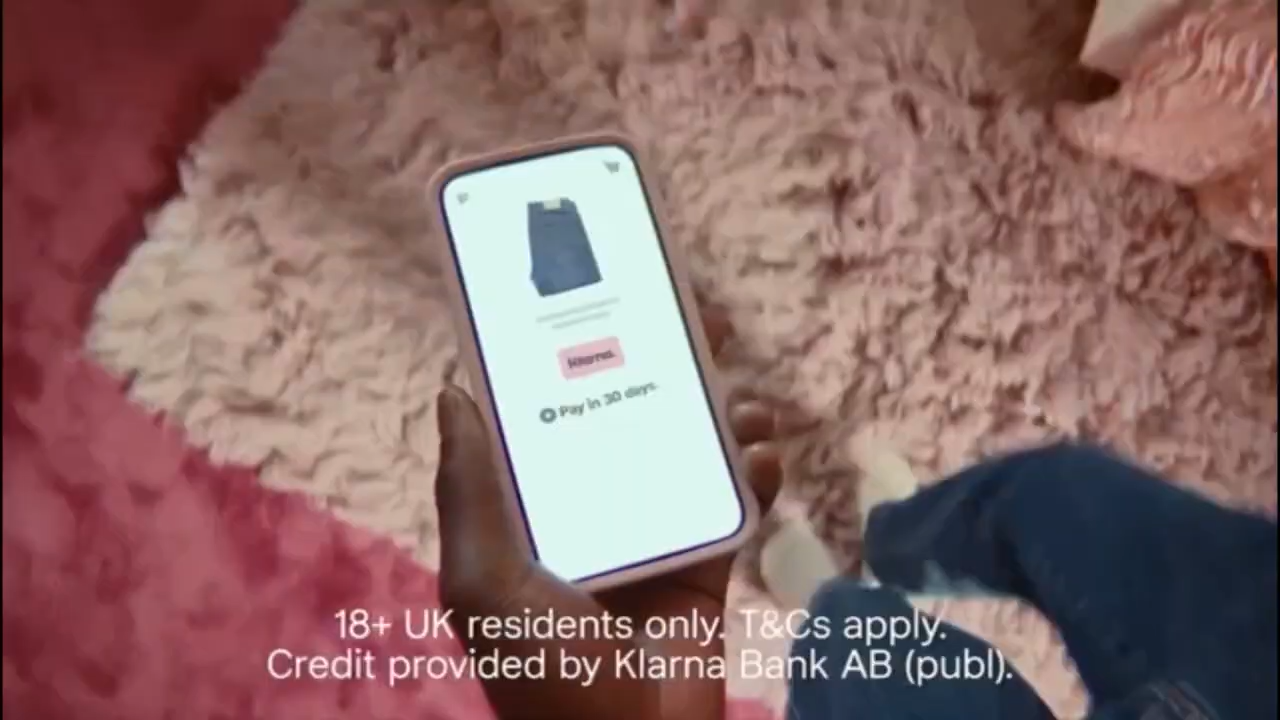 Klarna.
Pay in 30 days.
18+ UK residents only. T&Cs apply.
Credit provided by Klarna Bank AB (publ).